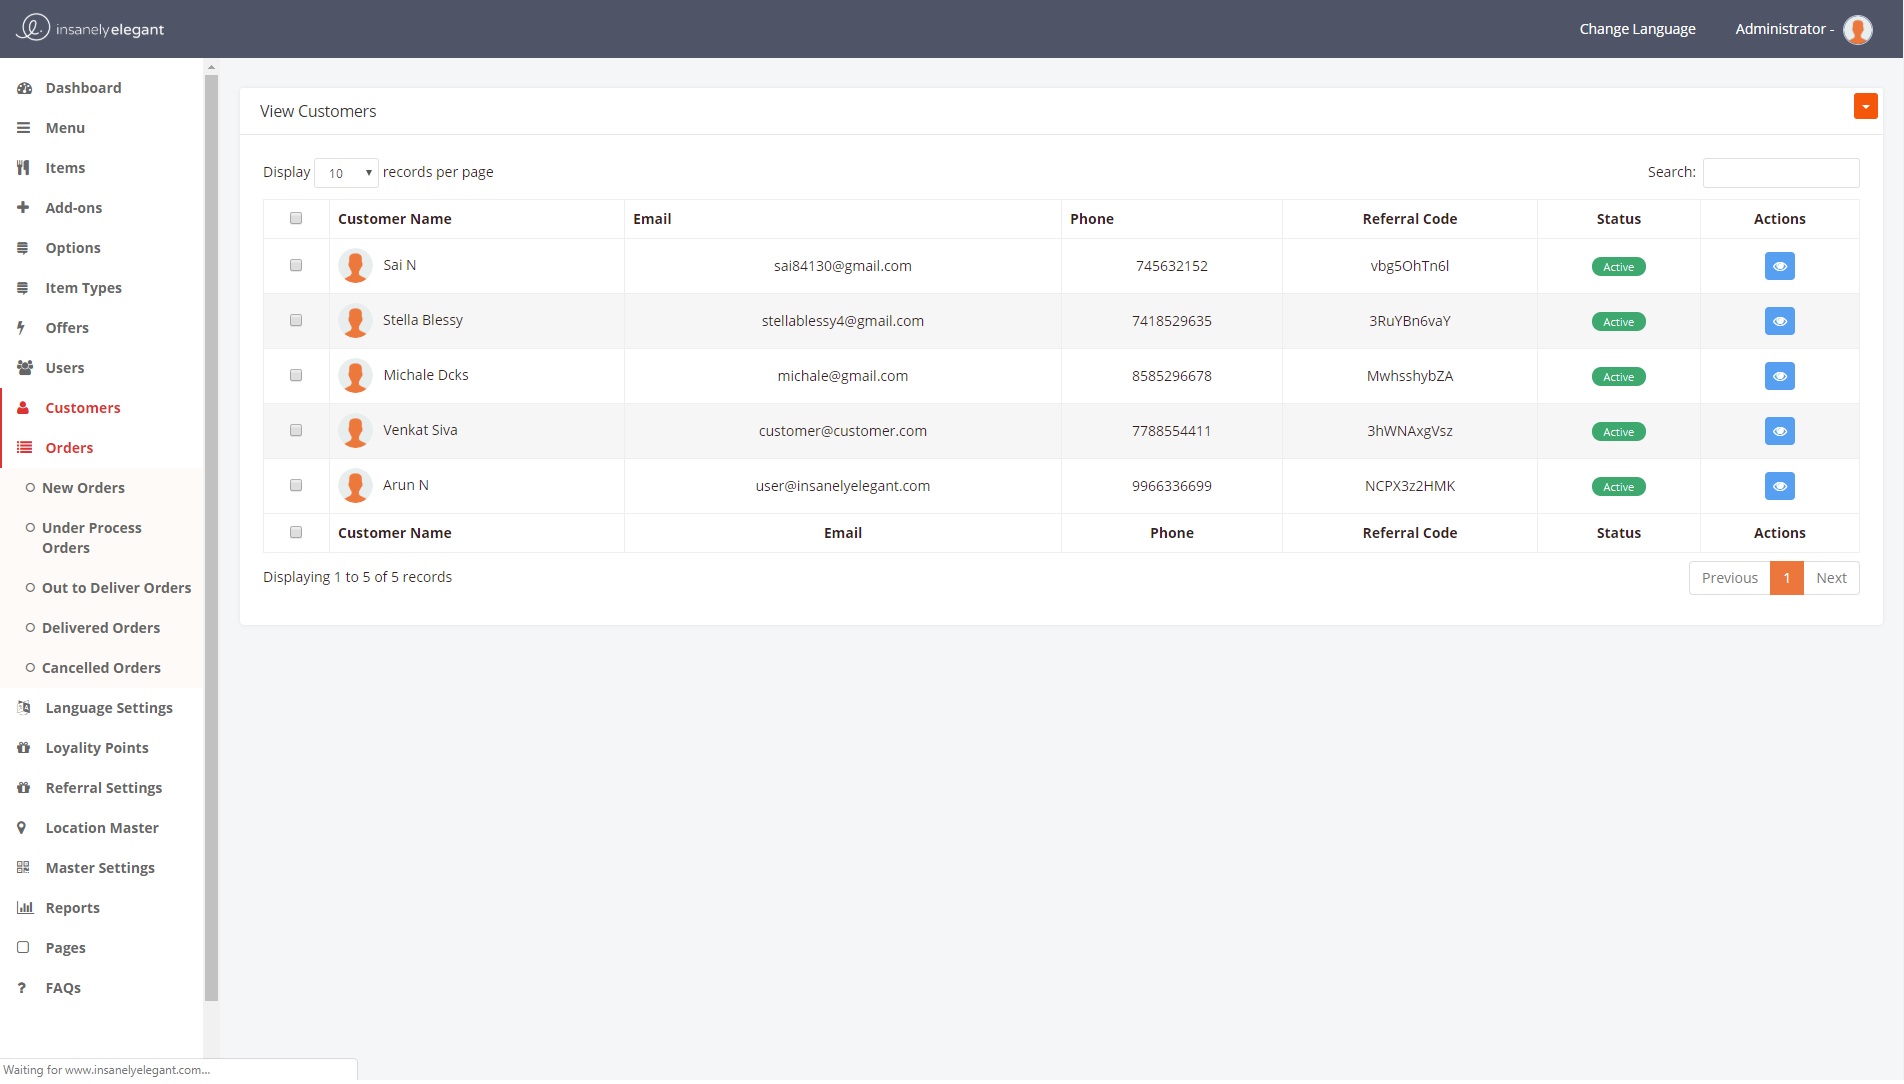 insanelyelegant
Change Language
Administrator -
Dashboard
Menu
Items
Add-ons
Options
Item Types
Offers
Users
Customers
Orders
New Orders
Under Process
Orders
Out to Deliver Orders
Delivered Orders
Cancelled Orders
Language Settings
Loyality Points
Referral Settings
Location Master
Master Settings
Reports
Pages
FAQs
View Customers
Display 10 records per page
Search:
Customer Name Email Phone Referral Code Status Actions
Sai N sai84130@gmail.com 745632152 vbg5OhTn6l Active
Stella Blessy stellablessy4@gmail.com 7418529635 3RuYBn6vaY Active
Michale Dcks michale@gmail.com 8585296678 MwhsshybZA Active
Venkat Siva customer@customer.com 7788554411 3hWNAxgVsz Active
Arun N user@insanelyelegant.com 9966336699 NCPX3z2HMK Active
Customer Name Email Phone Referral Code Status Actions
Displaying 1 to 5 of 5 records
Previous 1 Next
Waiting for www.insanelyelegant.com...